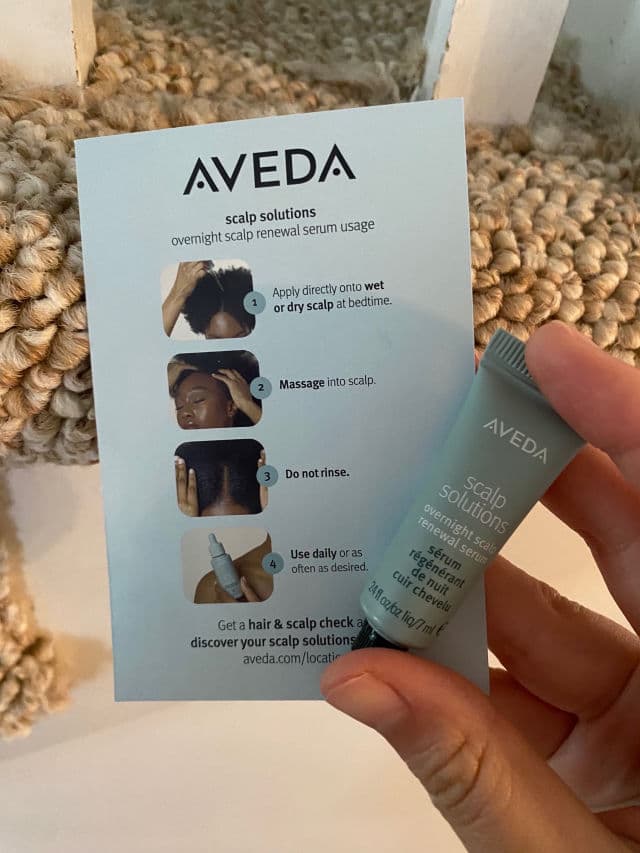 AVEDA
scalp solutions
overnight scalp renewal serum usage
1
Apply directly onto wet
or dry scalp at bedtime.
2
Massage into scalp.
3
Do not rinse.
4
Use daily or as
often as desired.
Get a hair & scalp check
discover your scalp solutions
aveda.com/
AVEDA
scalp
solutions
overnight
renewal serum
sérum
régénérant
de nuit
cuir chevelu
.24 fl oz/oz liq/7 ml e